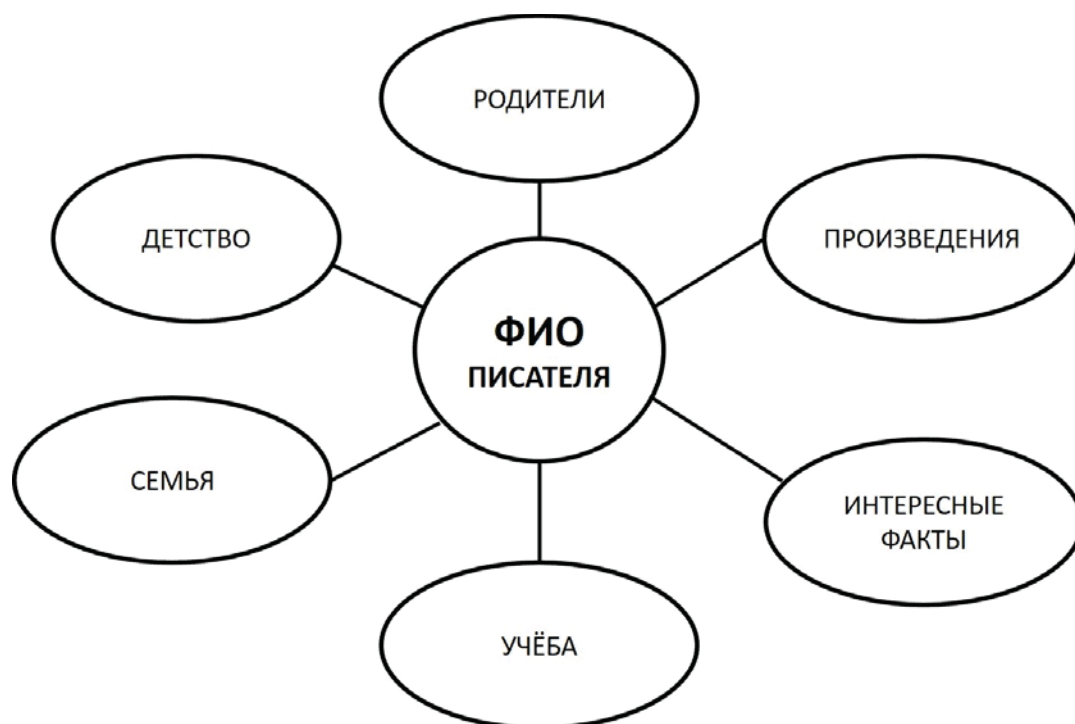 РОДИТЕЛИ
ДЕТСТВО
ПРОИЗВЕДЕНИЯ
ФИО
ПИСАТЕЛЯ
СЕМЬЯ
ИНТЕРЕСНЫЕ
ФАКТЫ
УЧЁБА